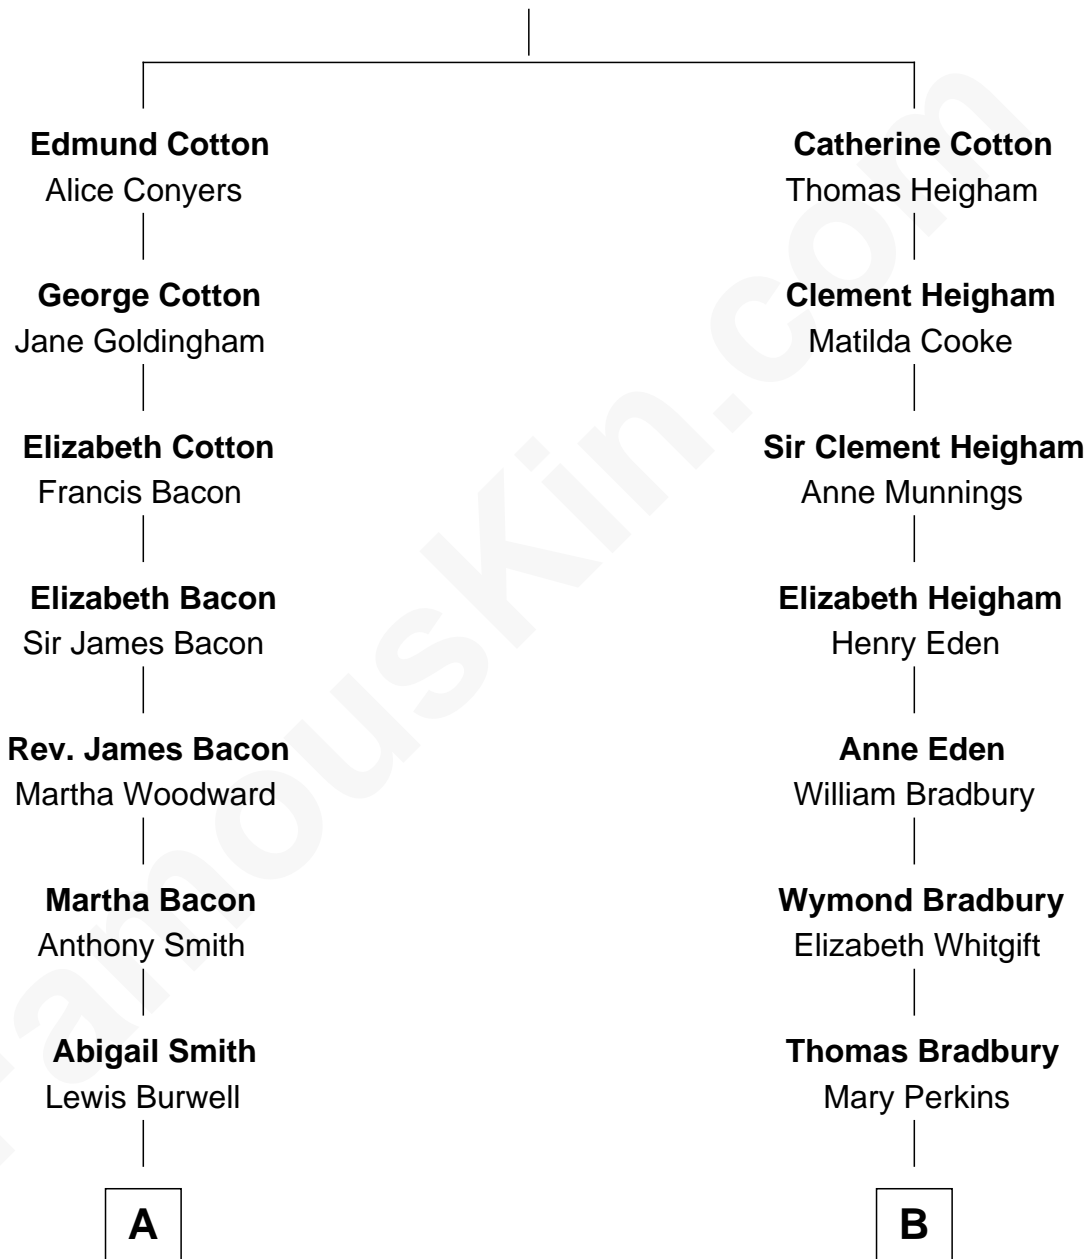 Edmund Cotton
Alice Conyers
George Cotton
Jane Goldingham
Elizabeth Cotton
Francis Bacon
Elizabeth Bacon
Sir James Bacon
Rev. James Bacon
Martha Woodward
Martha Bacon
Anthony Smith
Abigail Smith
Lewis Burwell
A
Catherine Cotton
Thomas Heigham
Clement Heigham
Matilda Cooke
Sir Clement Heigham
Anne Munnings
Elizabeth Heigham
Henry Eden
Anne Eden
William Bradbury
Wymond Bradbury
Elizabeth Whitgift
Thomas Bradbury
Mary Perkins
B
FamousKin.com